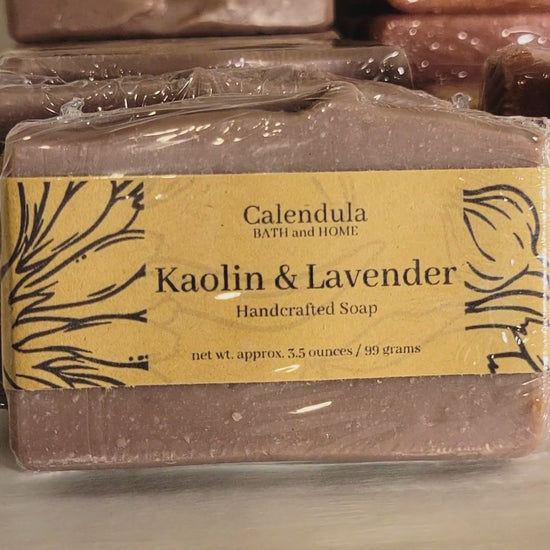 Calendula
BATH and HOME
Kaolin & Lavender
Handcrafted Soap
net wt. approx. 3.5 ounces / 99 grams